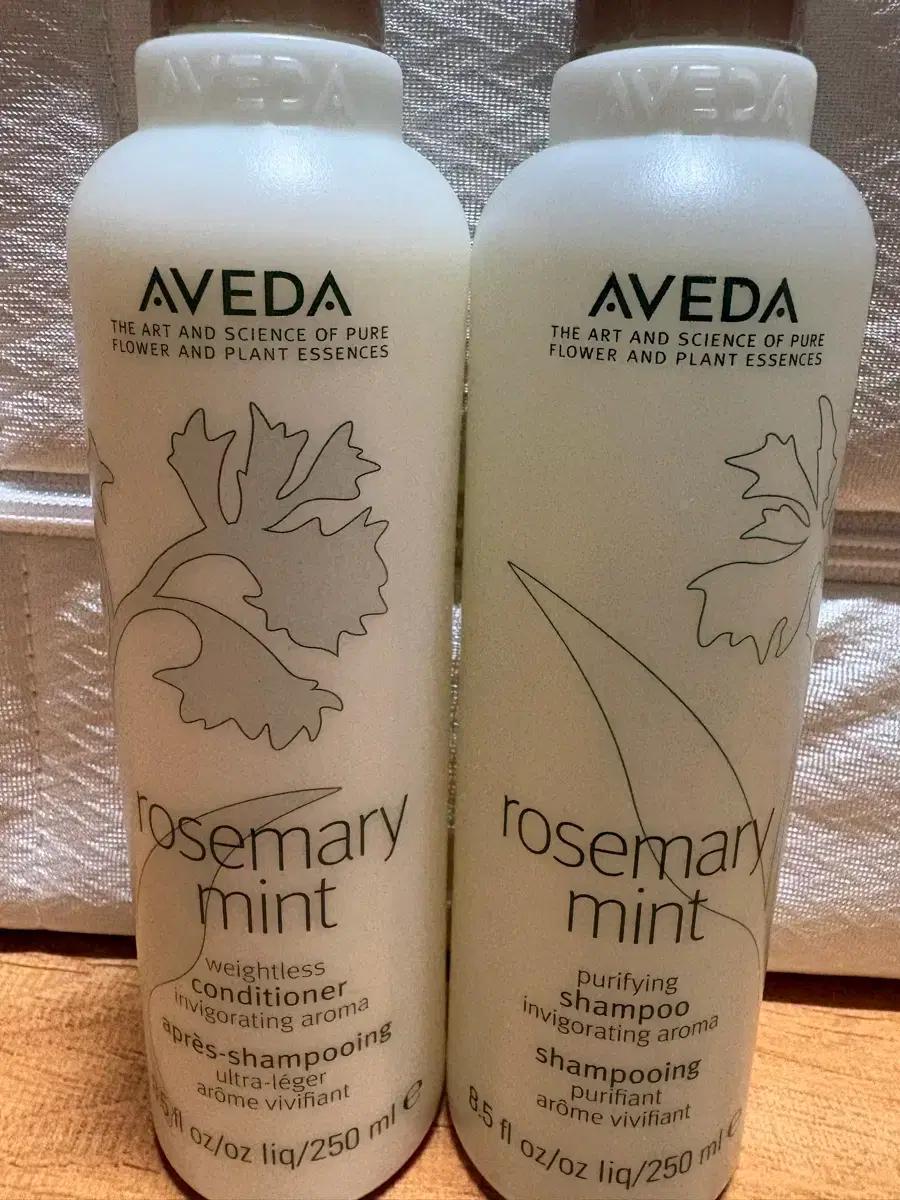 AVEDA
AVEDA
THE ART AND SCIENCE OF PURE
FLOWER AND PLANT ESSENCES
rosemary
mint
weightless
conditioner
invigorating aroma
après-shampooing
ultra-léger
arôme vivifiant
fl oz/oz liq/250 ml e
AVEDA
AVEDA
THE ART AND SCIENCE OF PURE
FLOWER AND PLANT ESSENCES
rosemary
mint
purifying
shampoo
invigorating aroma
shampooing
purifiant
arôme vivifiant
8.5 fl oz/oz liq/250 ml e